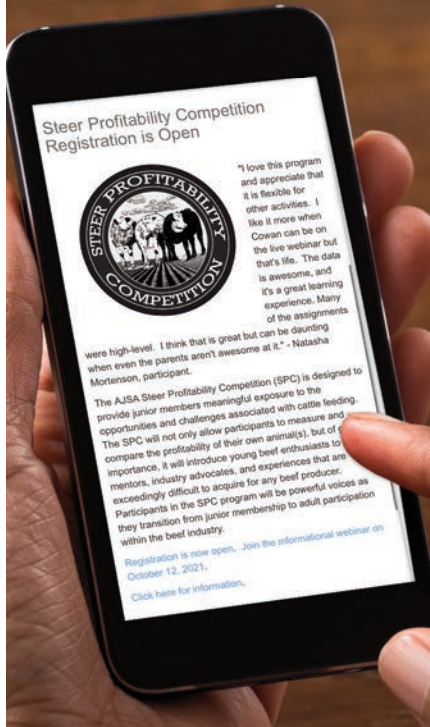 Steer Profitability Competition
Registration is Open
STEER PROFITABILITY
COMPETITION
"I love this program
and appreciate that
it is flexible for
other activities. I
like it more when
Cowan can be on
the live webinar but
that's life. The data
is awesome, and
it's a great learning
experience. Many
of the assignments
were high-level. I think that is great but can be daunting
when even the parents aren't awesome at it." - Natasha
Mortenson, participant.
The AJSA Steer Profitability Competition (SPC) is designed to
provide junior members meaningful exposure to the
opportunities and challenges associated with cattle feeding.
The SPC will not only allow participants to measure and
compare the profitability of their own animal(s), but of
importance, it will introduce young beef enthusiasts to
mentors, industry advocates, and experiences that are
exceedingly difficult to acquire for any beef producer.
Participants in the SPC program will be powerful voices as
they transition from junior membership to adult participation
within the beef industry.
Registration is now open. Join the informational webinar on
October 12, 2021.
Click here for information.